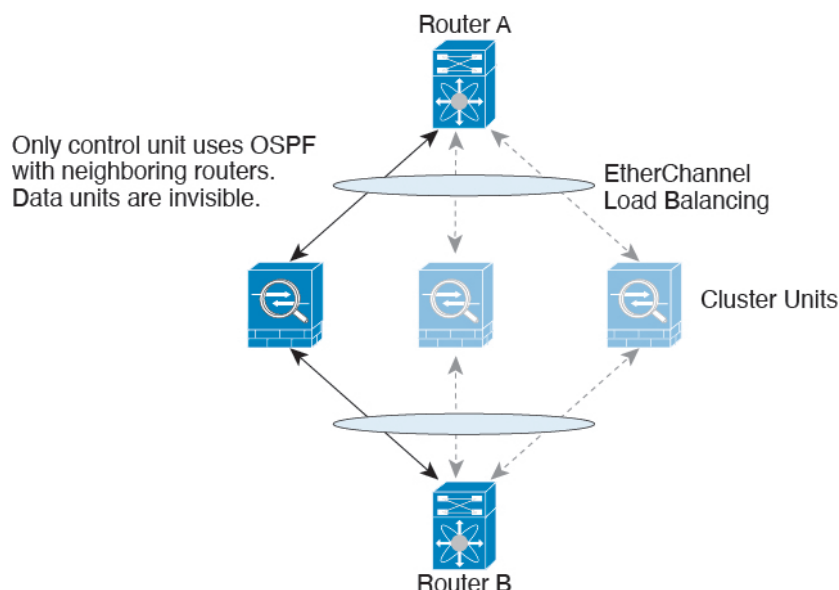 Router A
Only control unit uses OSPF
with neighboring routers.
Data units are invisible.
EtherChannel
Load Balancing
Cluster Units
Router B